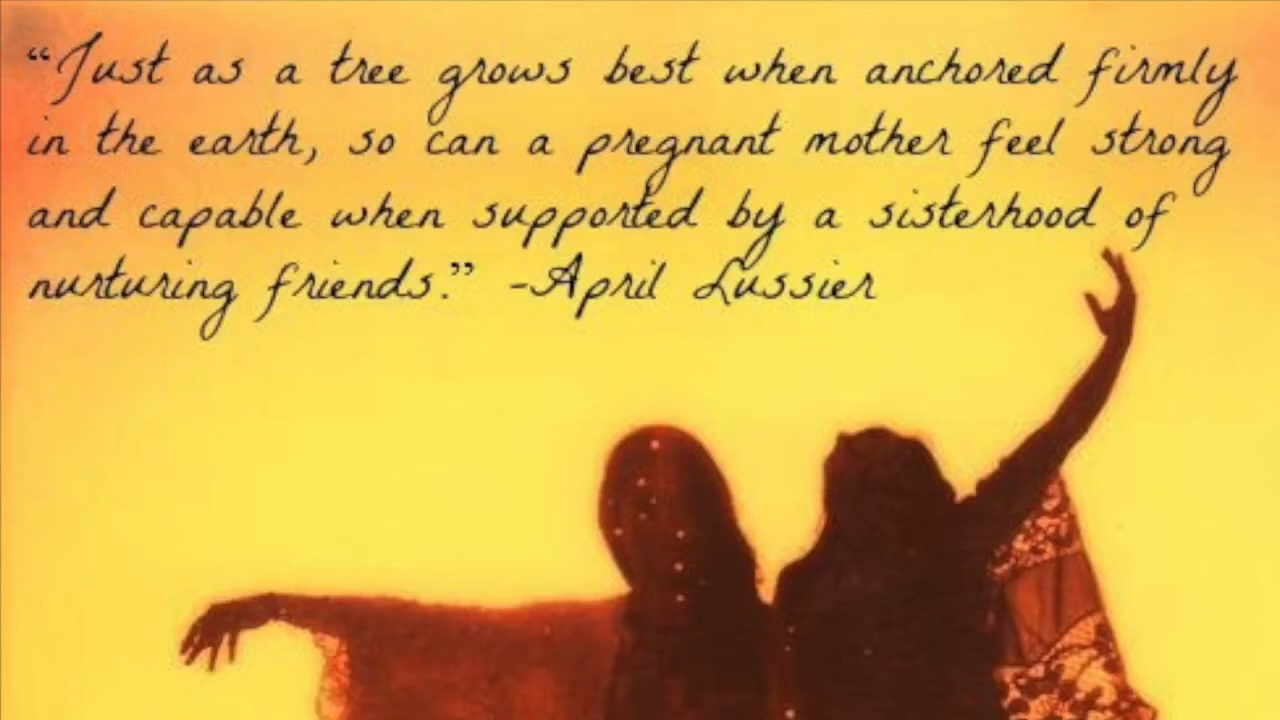 “Just as a tree grows best when anchored firmly
in the earth, so can a pregnant mother feel strong
and capable when supported by a sisterhood of
nurturing friends.” -April Lussier